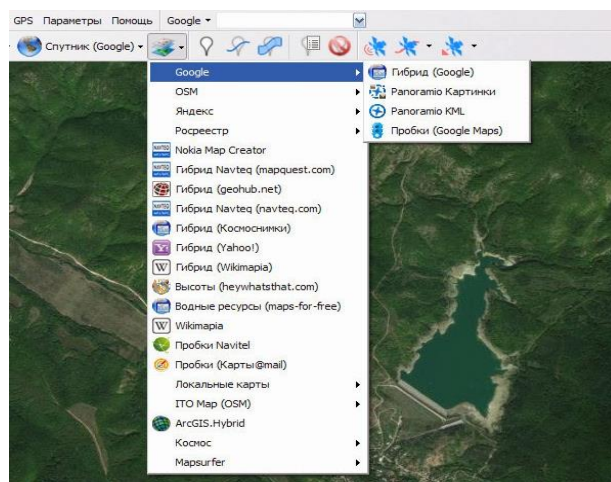 GPS Параметры Помощь Google
Спутник (Google)
Google
OSM
Яндекс
Росреестр
Nokia Map Creator
Гибрид Navteq (mapquest.com)
Гибрид (geohub.net)
Гибрид Navteq (navteq.com)
Гибрид (Космоснимки)
Гибрид (Yahoo!)
Гибрид (Wikimapia)
Высоты (heywhatsthat.com)
Водные ресурсы (maps-for-free)
Wikimapia
Пробки Navitel
Пробки (Карты@mail)
Локальные карты
ITO Map (OSM)
ArcGIS.Hybrid
Космос
Mapsurfer
Гибрид (Google)
Panoramio Картинки
Panoramio KML
Пробки (Google Maps)